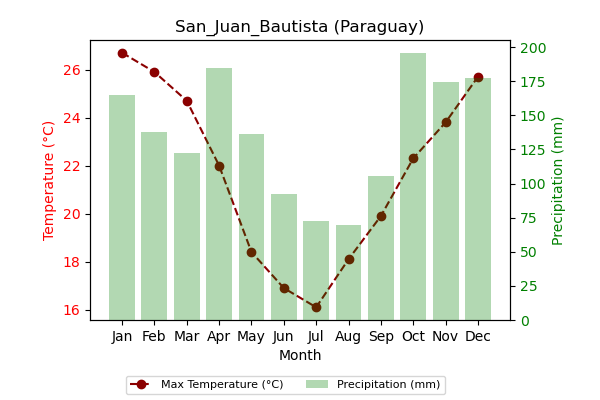 San_Juan_Bautista (Paraguay)
Temperature (°C)
26
24
22
20
18
16
200
175
150
125
100
75
50
25
0
Precipitation (mm)
Jan Feb Mar Apr May Jun Jul Aug Sep Oct Nov Dec
Month
Max Temperature (°C) Precipitation (mm)